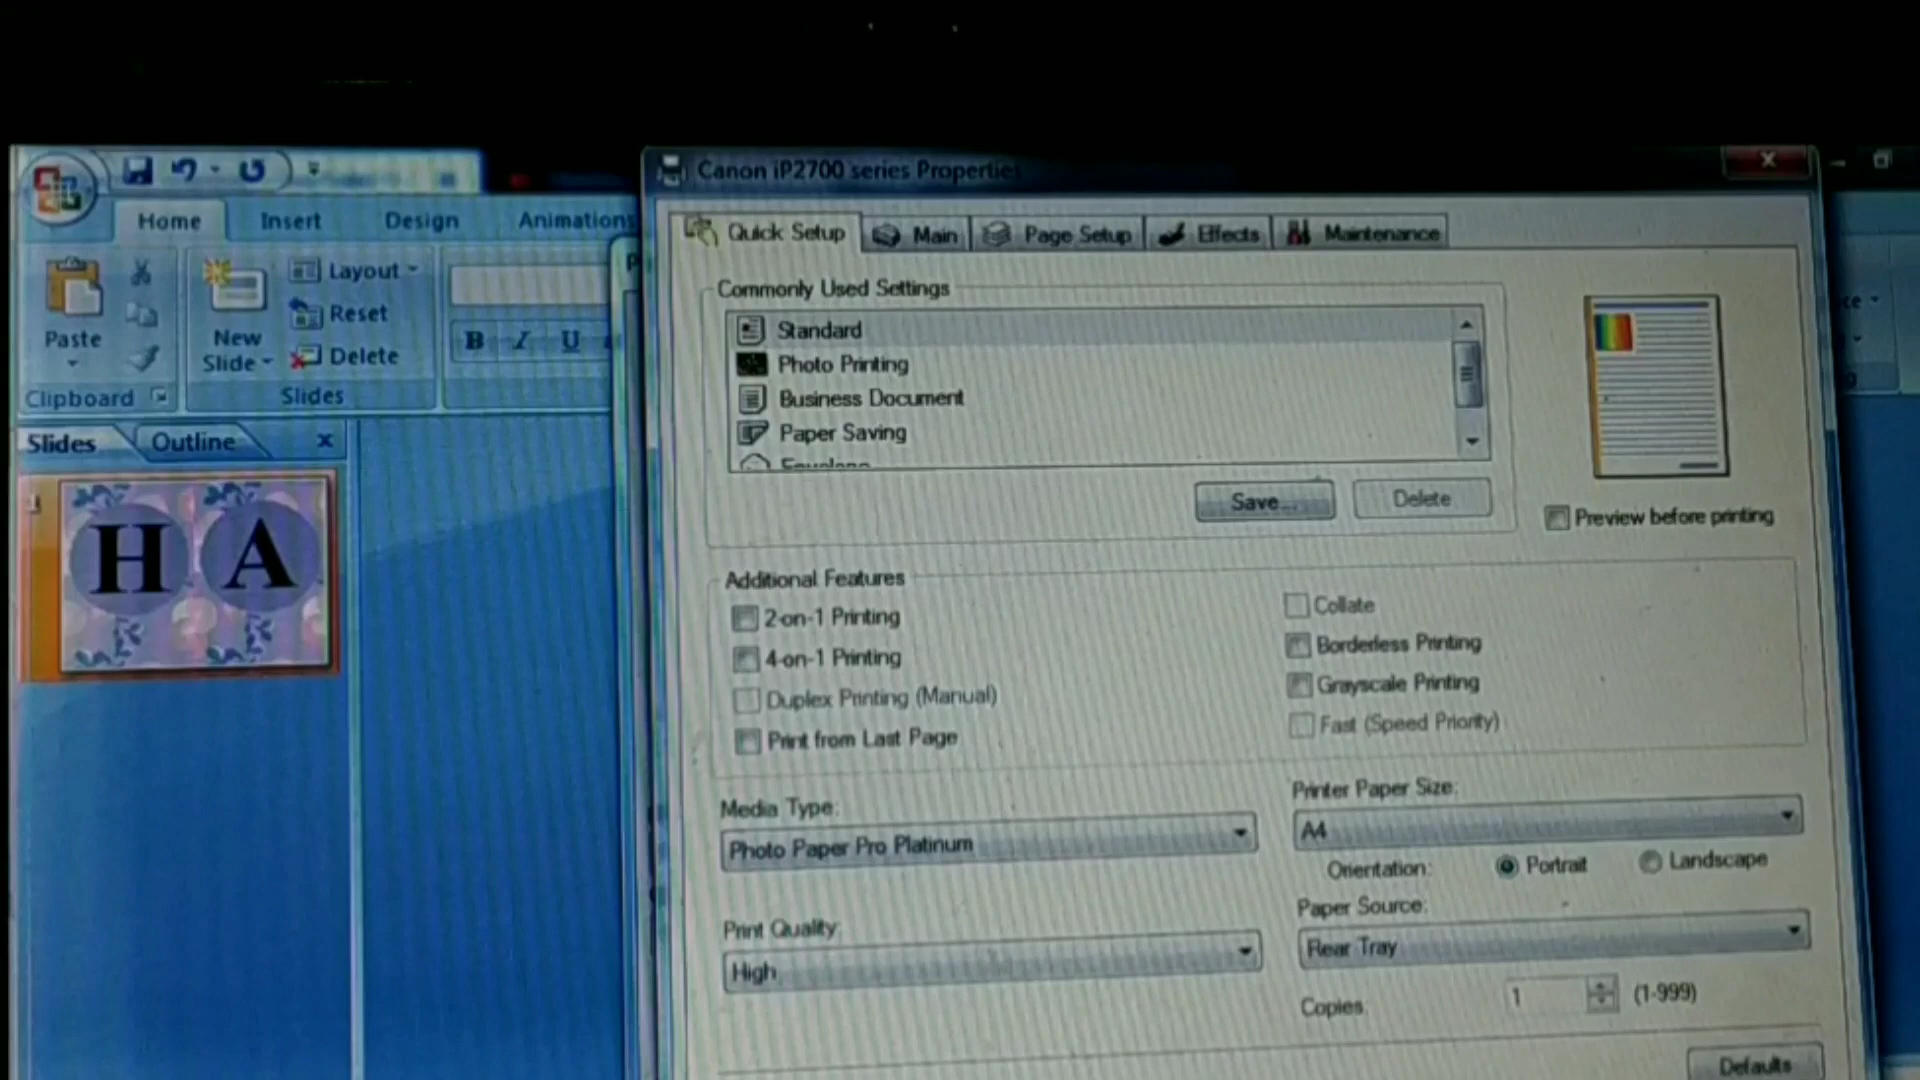 Canon iP2700 series Properties
Home Insert Design Animations
Quick Setup Main Page Setup Effects Maintenance
Paste
Clipboard
New Slide
Layout
Reset
Delete
Slides
B I U
Commonly Used Settings
Standard
Photo Printing
Business Document
Paper Saving
Envelope
Save...
Delete
Preview before printing
Slides Outline x
1
H A
Additional Features
2-on-1 Printing
4-on-1 Printing
Duplex Printing (Manual)
Print from Last Page
Collate
Borderless Printing
Grayscale Printing
Fast (Speed Priority)
Media Type:
Photo Paper Pro Platinum
Printer Paper Size:
A4
Orientation: Portrait Landscape
Print Quality:
High
Paper Source:
Rear Tray
Copies 1 (1-999)
Defaults